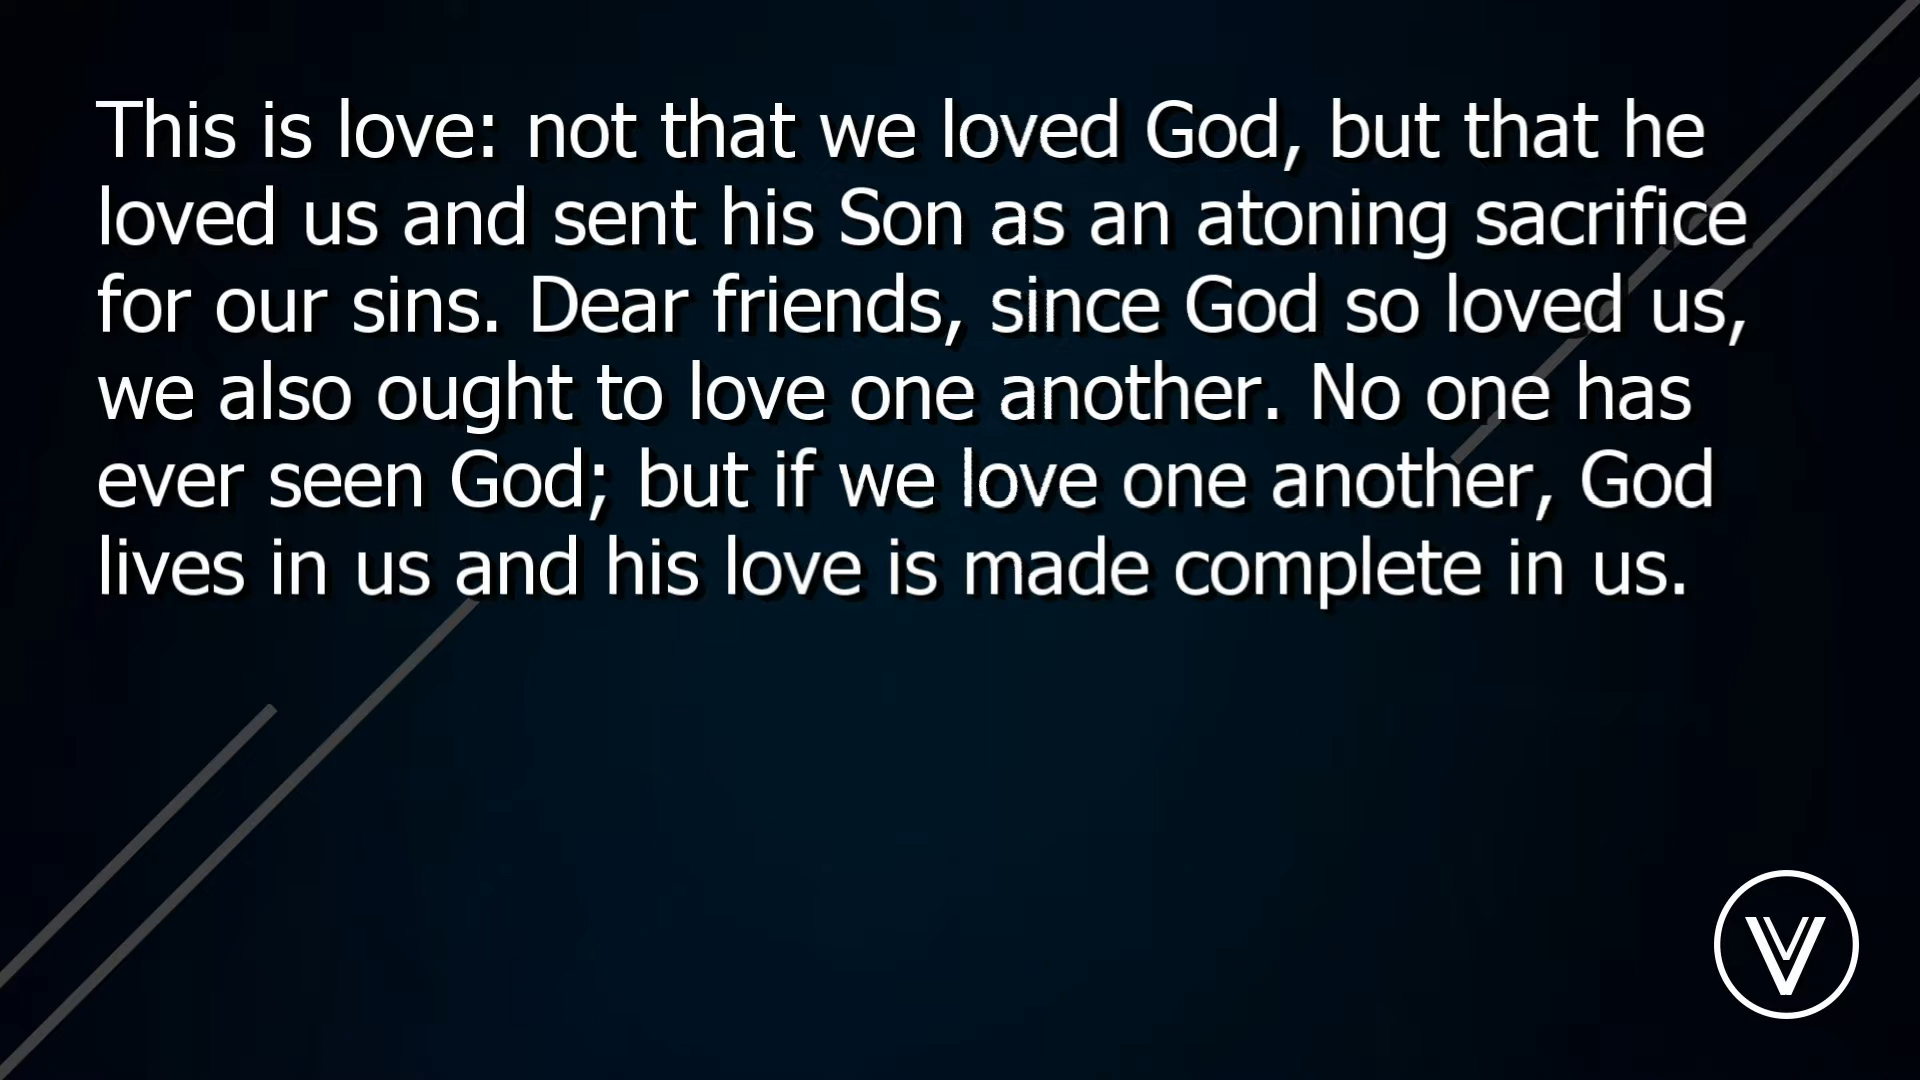 This is love: not that we loved God, but that he
loved us and sent his Son as an atoning sacrifice
for our sins. Dear friends, since God so loved us,
we also ought to love one another. No one has
ever seen God; but if we love one another, God
lives in us and his love is made complete in us.
V